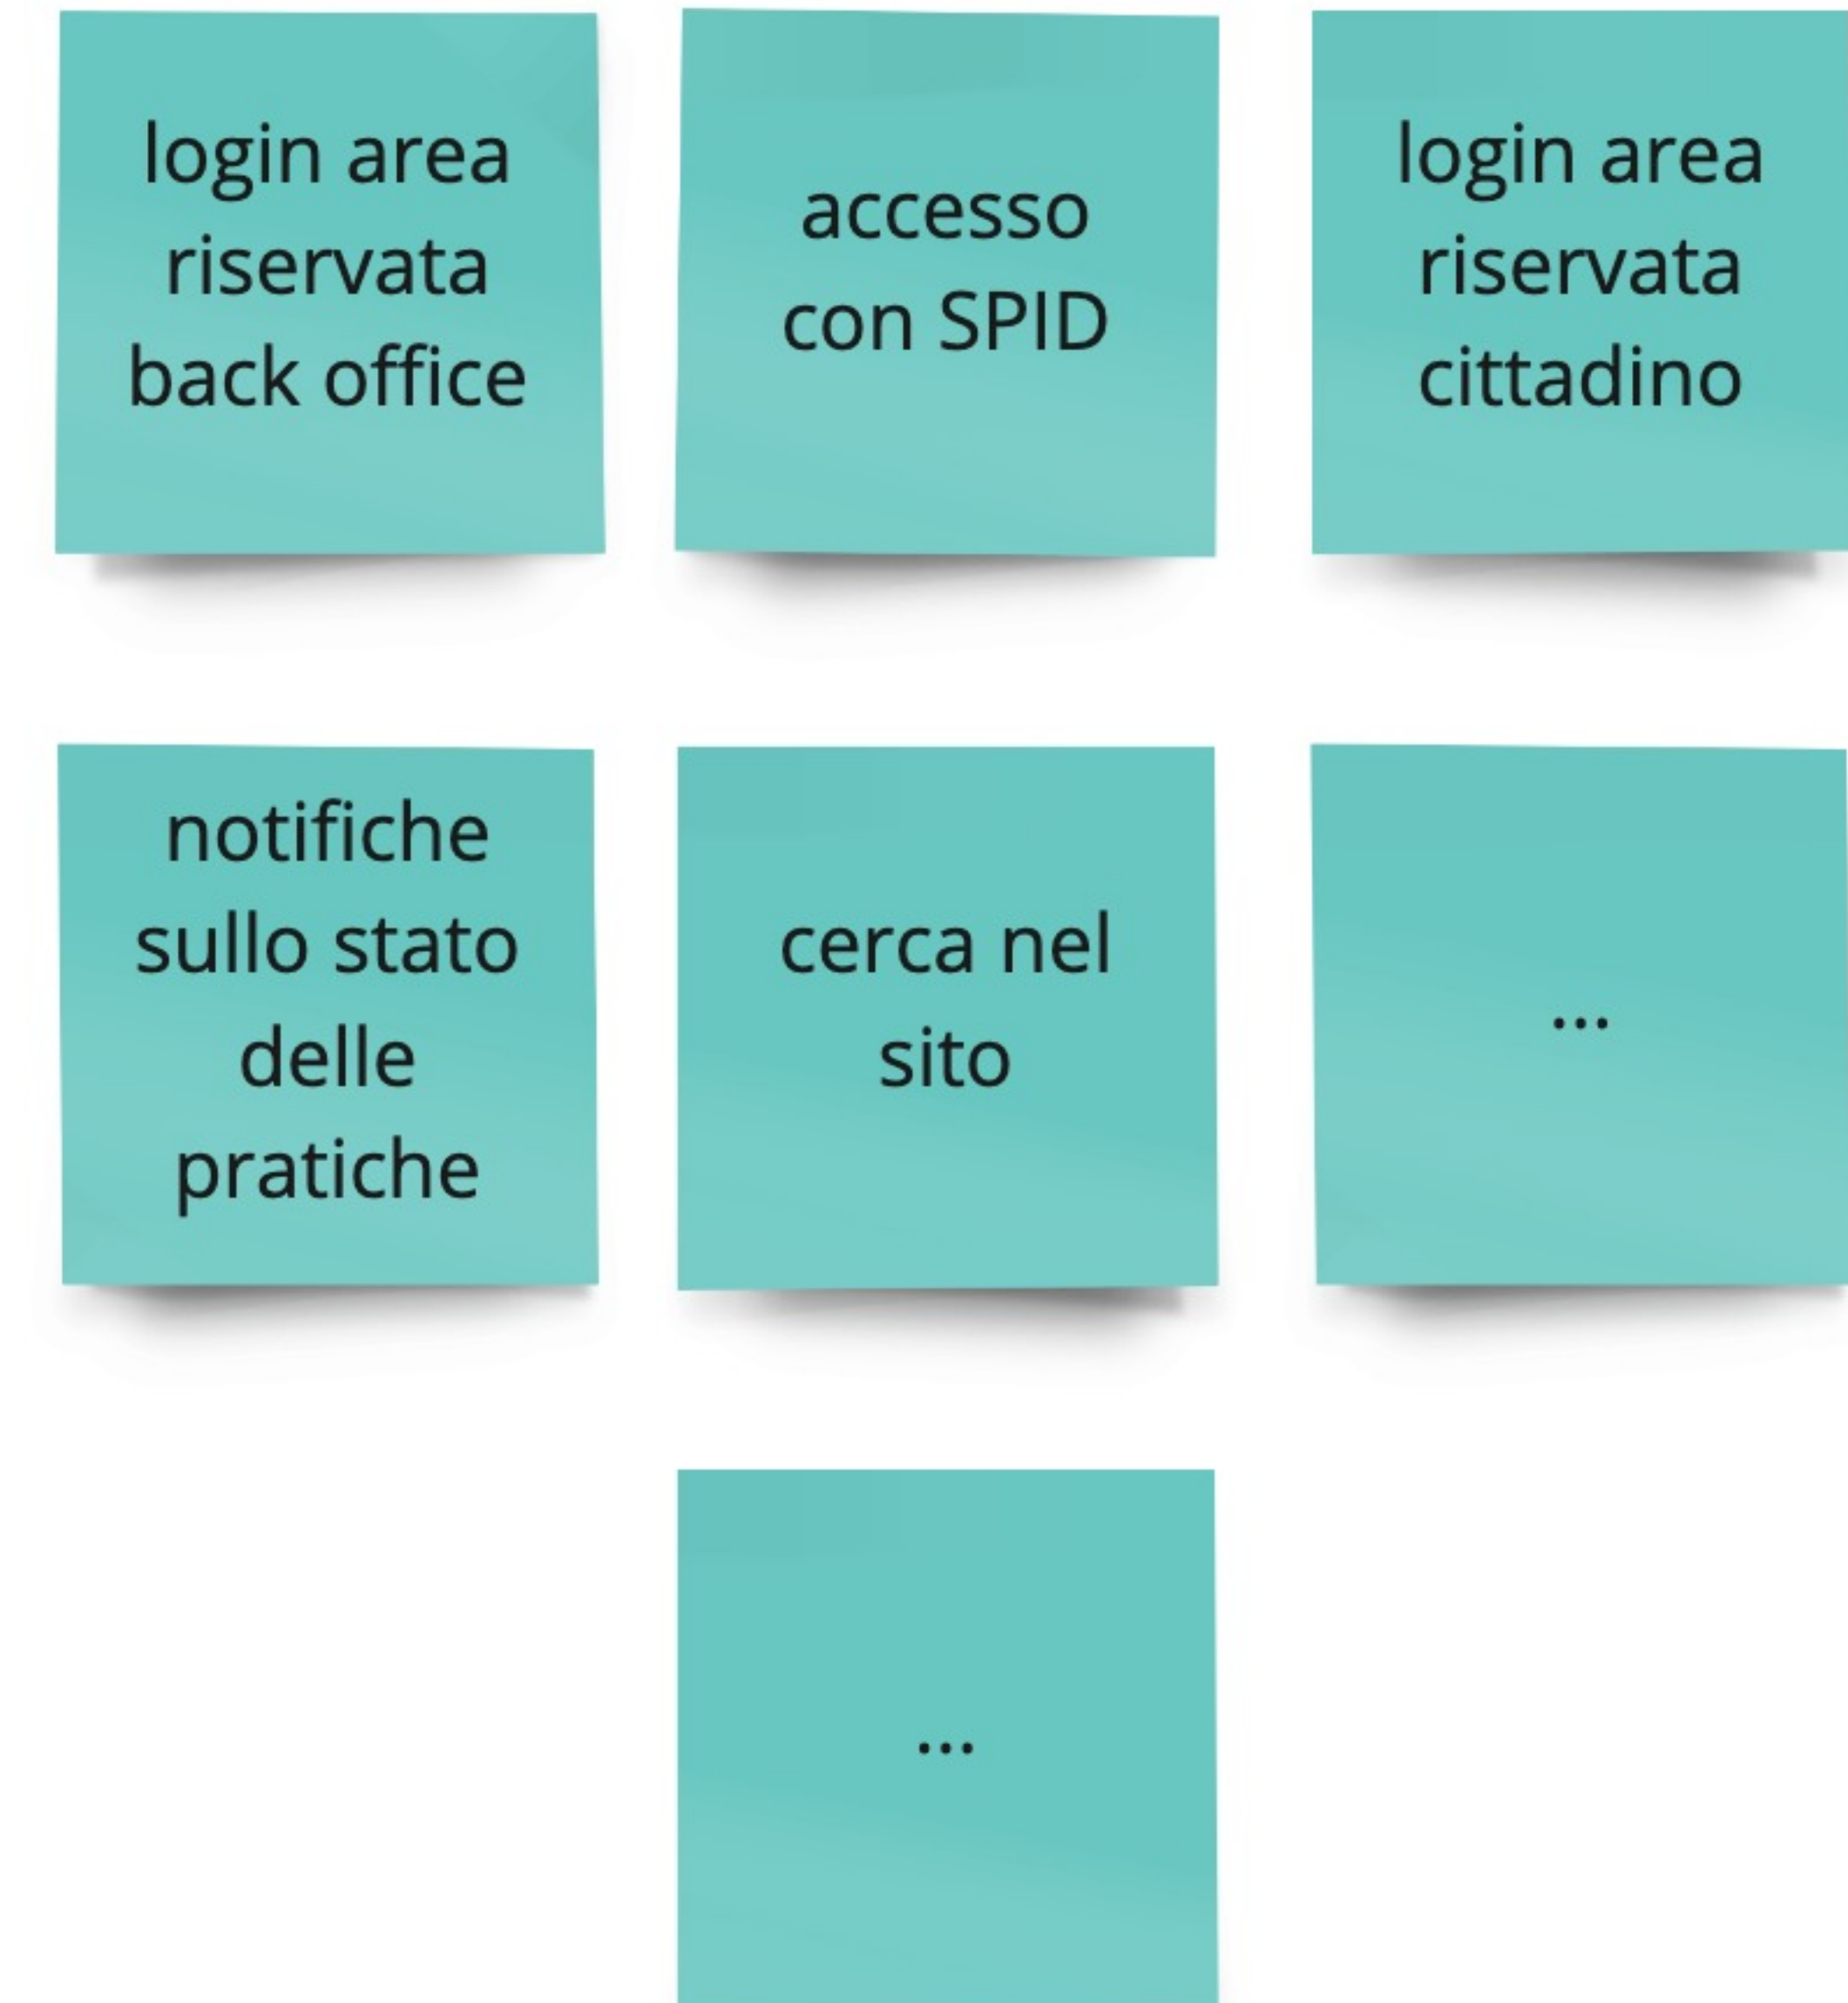 login area
riservata
back office
accesso
con SPID
login area
riservata
cittadino
notifiche
sullo stato
delle
pratiche
cerca nel
sito
...
...